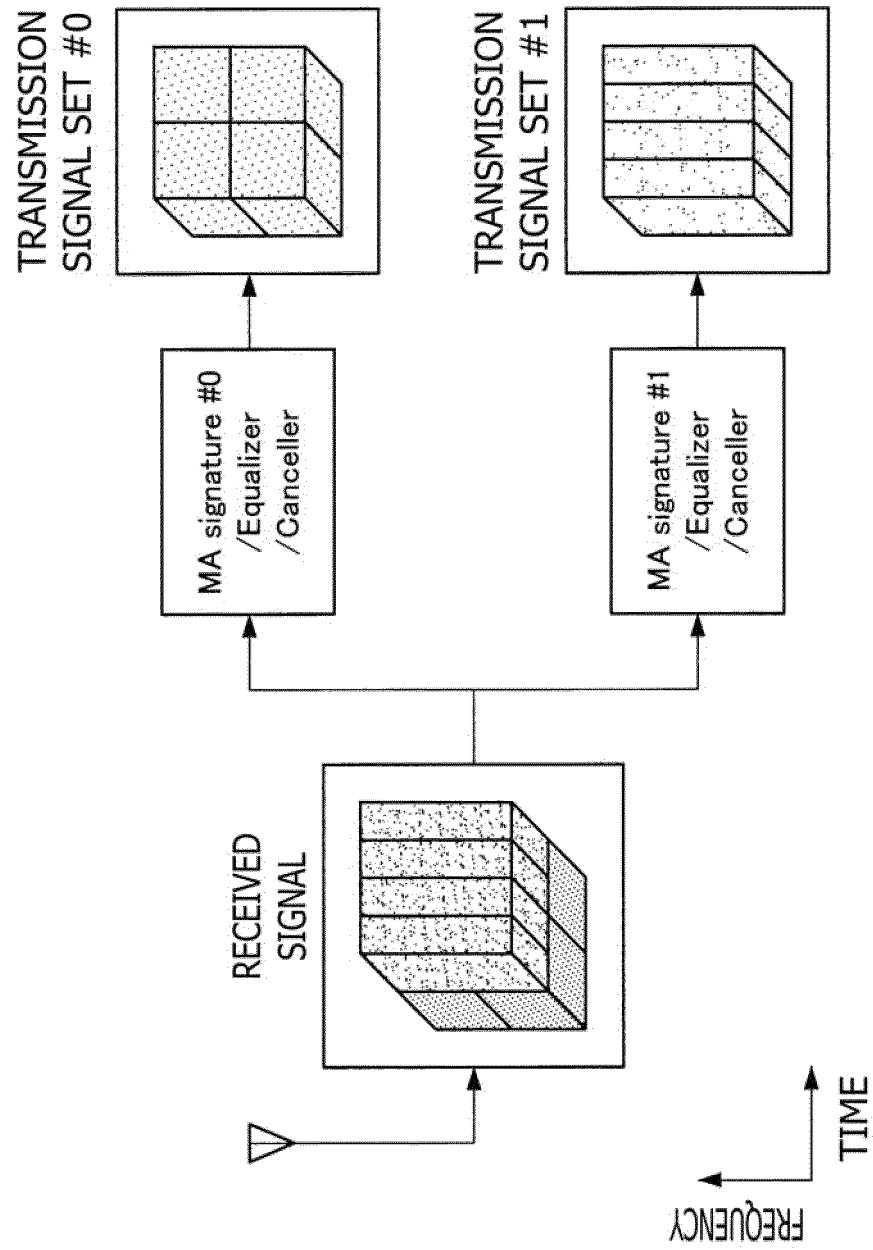 RECEIVED
SIGNAL
MA signature #0
/Equalizer
/Canceller
TRANSMISSION
SIGNAL SET #0
MA signature #1
/Equalizer
/Canceller
TRANSMISSION
SIGNAL SET #1
FREQUENCY
TIME